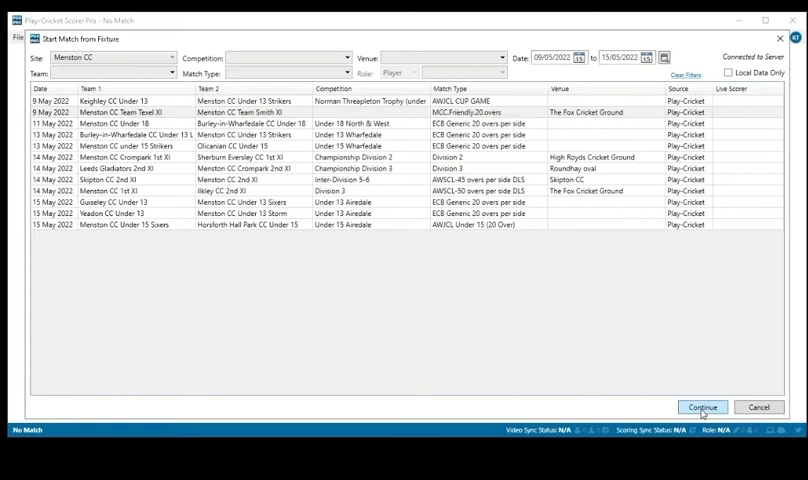 Play-Cricket Scorer Pro - No Match
File
Start Match from Fixture
KT
Site: Menston CC Competition: Venue: Date: 09/05/2022 15 to 15/05/2022 15 Connected to Server
Team: Match Type: Role: Player Clear Filters Local Data Only
Date Team 1 Team 2 Competition Match Type Venue Source Live Scorer
9 May 2022 Keighley CC Under 13 Menston CC Under 13 Strikers Norman Threapleton Trophy (under AWJCL CUP GAME Play-Cricket
9 May 2022 Menston CC Team Texel XI Menston CC Team Smith XI MCC.Friendly.20.overs The Fox Cricket Ground Play-Cricket
11 May 2022 Menston CC Under 18 Burley-in-Wharfedale CC Under 18 Under 18 North & West ECB Generic 20 overs per side Play-Cricket
13 May 2022 Burley-in-Wharfedale CC Under 13 L Menston CC Under 13 Strikers Under 13 Wharfedale ECB Generic 20 overs per side Play-Cricket
13 May 2022 Menston CC under 15 Strikers Olicanian CC Under 15 Under 15 Wharfedale ECB Generic 20 overs per side Play-Cricket
14 May 2022 Menston CC Crompark 1st XI Sherburn Eversley CC 1st XI Championship Division 2 Division 2 High Royds Cricket Ground Play-Cricket
14 May 2022 Leeds Gladiators 2nd XI Menston CC Crompark 2nd XI Championship Division 3 Division 3 Roundhay oval Play-Cricket
14 May 2022 Skipton CC 2nd XI Menston CC 2nd XI Inter-Division 5-6 AWSCL-45 overs per side DLS Skipton CC Play-Cricket
14 May 2022 Menston CC 1st XI Ilkley CC 2nd XI Division 3 AWSCL-50 overs per side DLS The Fox Cricket Ground Play-Cricket
15 May 2022 Guiseley CC Under 13 Menston CC Under 13 Sixers Under 13 Airedale ECB Generic 20 overs per side Play-Cricket
15 May 2022 Yeadon CC Under 13 Menston CC Under 13 Storm Under 13 Airedale ECB Generic 20 overs per side Play-Cricket
15 May 2022 Menston CC Under 15 Sixers Horsforth Hall Park CC Under 15 Under 15 Airedale AWJCL Under 15 (20 Over) Play-Cricket
Continue Cancel
No Match Video Sync Status: N/A Scoring Sync Status: N/A Role: N/A